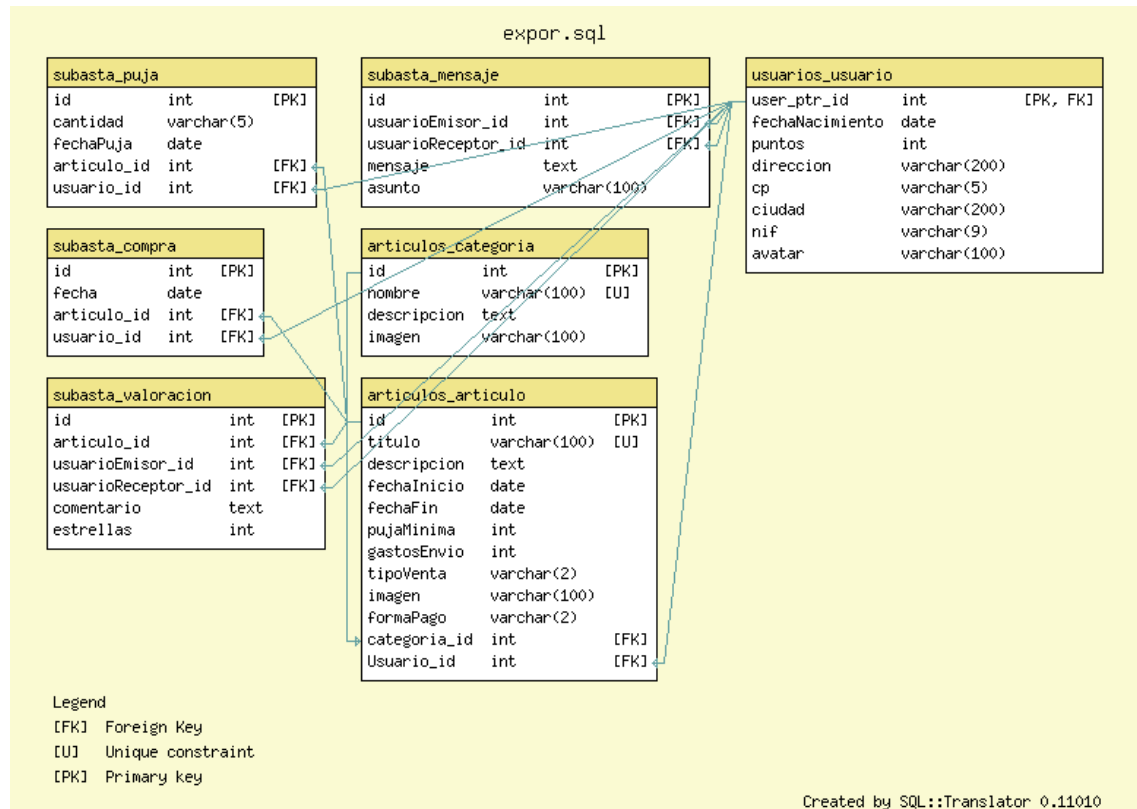 expor.sql
subasta_puja
id int [PK]
cantidad varchar(5)
fechaPuja date
articulo_id int [FK]
usuario_id int [FK]
subasta_mensaje
id int [PK]
usuarioEmisor_id int [FK]
usuarioReceptor_id int [FK]
mensaje text
asunto varchar(100)
usuarios_usuario
user_ptr_id int [PK, FK]
fechaNacimiento date
puntos int
direccion varchar(200)
cp varchar(5)
ciudad varchar(200)
nif varchar(9)
avatar varchar(100)
subasta_compra
id int [PK]
fecha date
articulo_id int [FK]
usuario_id int [FK]
articulos_categoria
id int [PK]
nombre varchar(100) [U]
descripcion text
imagen varchar(100)
subasta_valoracion
id int [PK]
articulo_id int [FK]
usuarioEmisor_id int [FK]
usuarioReceptor_id int [FK]
comentario text
estrellas int
articulos_articulo
id int [PK]
titulo varchar(100) [U]
descripcion text
fechaInicio date
fechaFin date
pujaMinima int
gastosEnvio int
tipoVenta varchar(2)
imagen varchar(100)
formaPago varchar(2)
categoria_id int [FK]
Usuario_id int [FK]
Legend
[FK] Foreign Key
[U] Unique constraint
[PK] Primary key
Created by SQL::Translator 0.11010